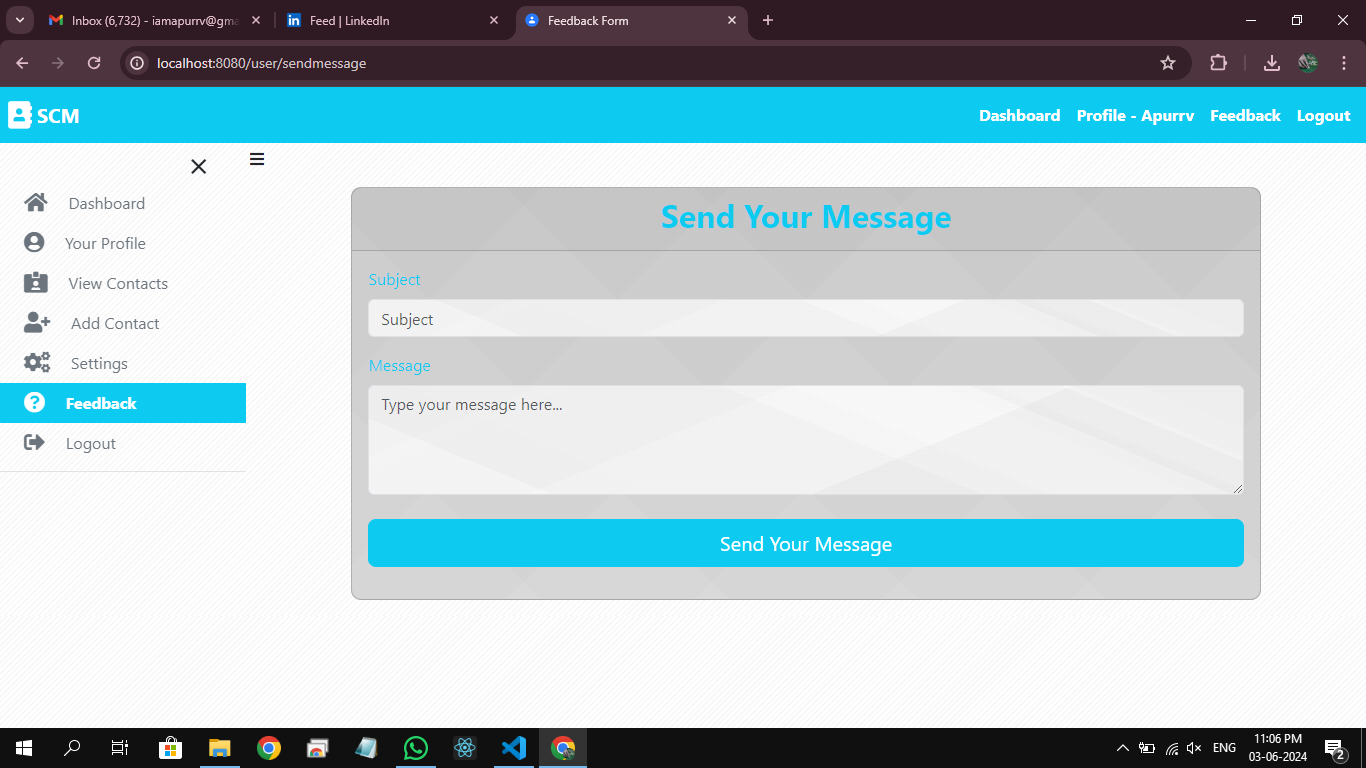 Inbox (6,732) - iamapurrv@gma
Feed | LinkedIn
Feedback Form
localhost:8080/user/sendmessage
SCM
Dashboard Profile - Apurrv Feedback Logout
Dashboard
Your Profile
View Contacts
Add Contact
Settings
Feedback
Logout
Send Your Message
Subject
Subject
Message
Type your message here...
Send Your Message
ENG
11:06 PM
03-06-2024
2